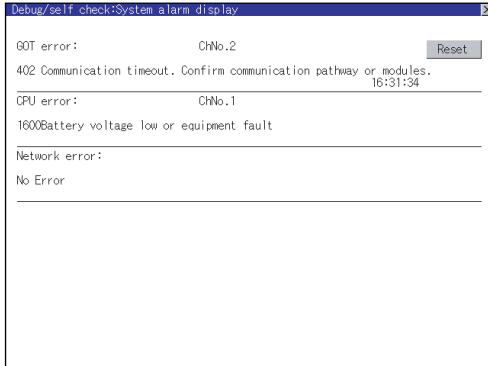 Debug/self check:System alarm display
GOT error: ChNo.2
Reset
402 Communication timeout. Confirm communication pathway or modules.
16:31:34
CPU error: ChNo.1
1600Battery voltage low or equipment fault
Network error:
No Error